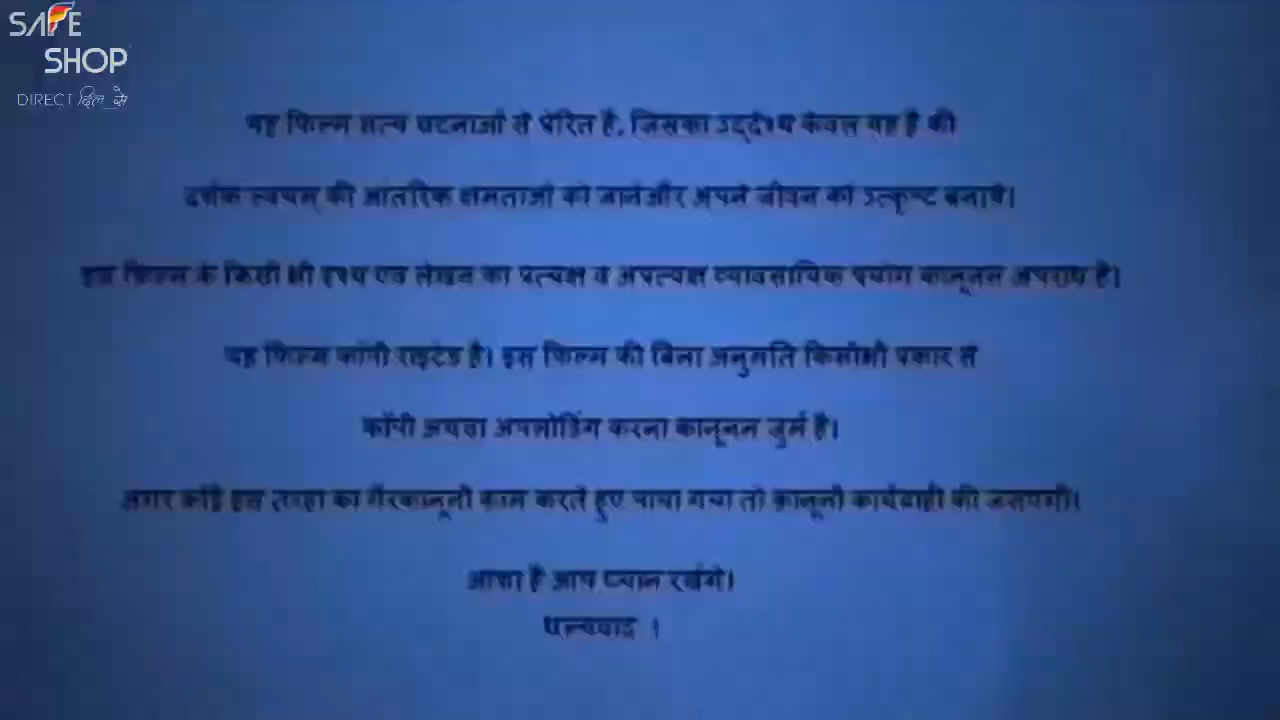 SAFE
SHOP
DIRECT दिल से
यह फिल्म सत्य घटनाओं से प्रेरित है, जिसका उद्देश्य केवल यह है की
दर्शक स्वयम् की आंतरिक क्षमताओं को जाने और अपने जीवन को उत्कृष्ट बनाये।
इस फिल्म के किसी भी दृश्य एवं लेखन का प्रत्यक्ष व अप्रत्यक्ष व्यावसायिक प्रयोग कानूनन अपराध है।
यह फिल्म कॉपी राइटेड है। इस फिल्म की बिना अनुमति किसीभी प्रकार से
कॉपी अथवा अपलोडिंग करना कानूनन जुर्म है।
अगर कोई इस तरहा का गैरकानूनी काम करते हुए पाया गया तो क़ानूनी कार्यवाही की
आशा है आप ध्यान रखेंगे।
धन्यवाद ।